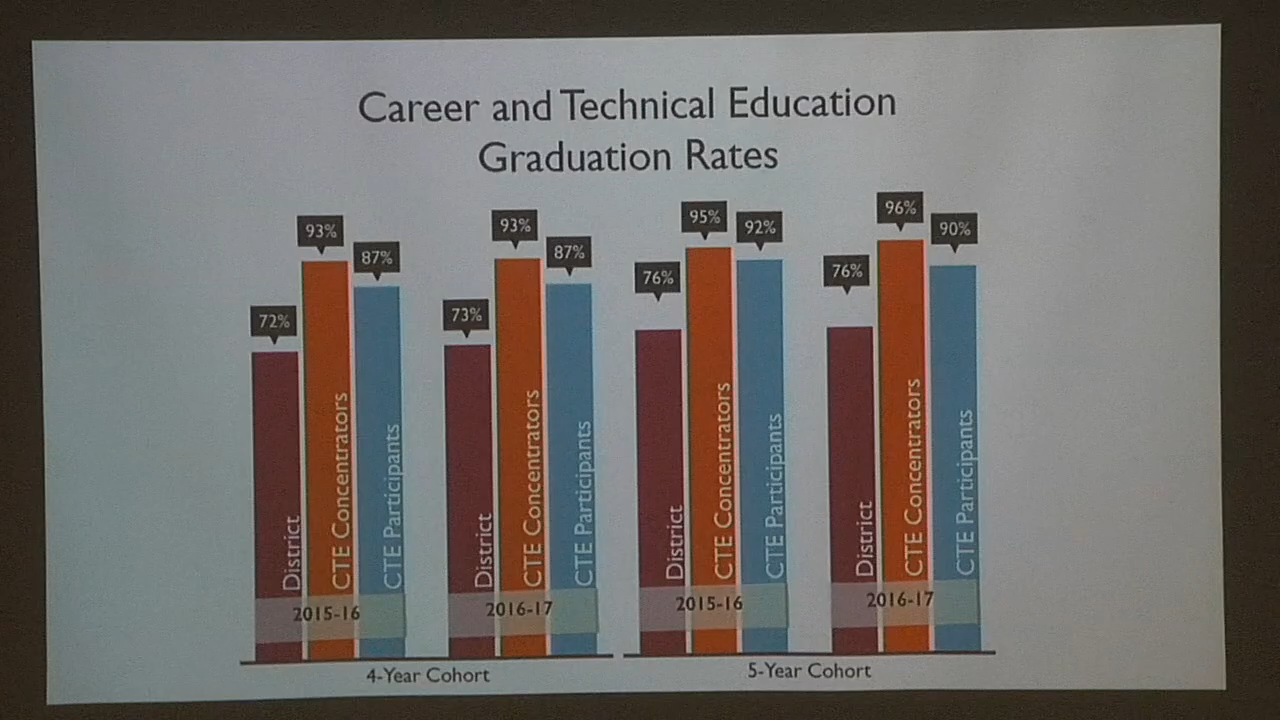 Career and Technical Education
Graduation Rates
72%
93%
87%
73%
93%
87%
76%
95%
92%
76%
96%
90%
District
CTE Concentrators
CTE Participants
District
CTE Concentrators
CTE Participants
District
CTE Concentrators
CTE Participants
District
CTE Concentrators
CTE Participants
2015-16
2016-17
2015-16
2016-17
4-Year Cohort
5-Year Cohort